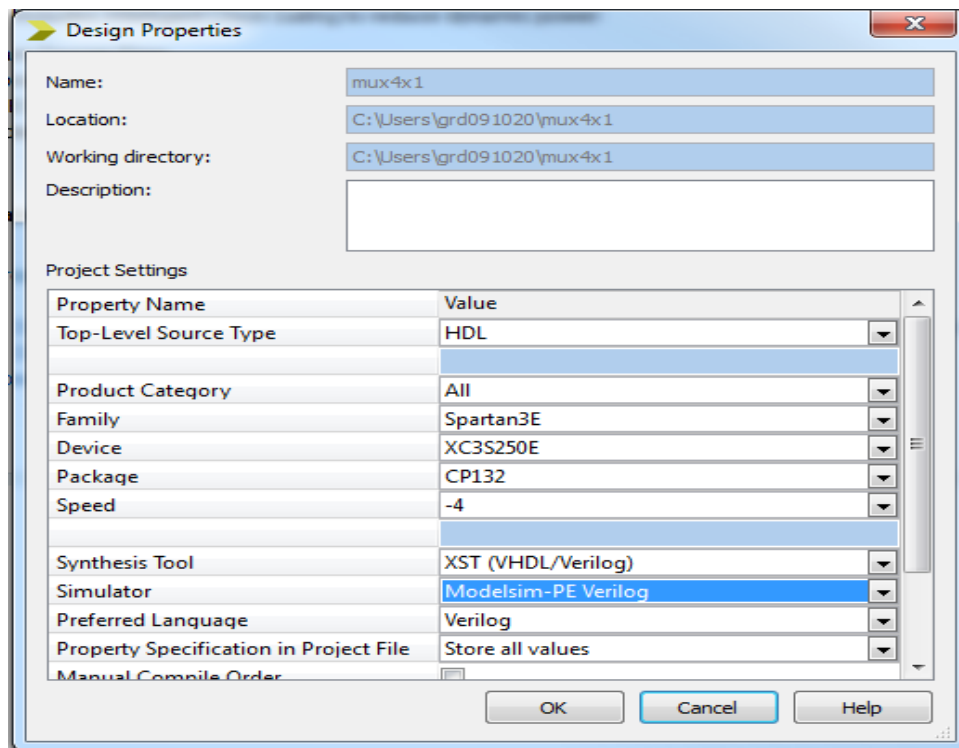 Design Properties
Name:
mux4x1
Location:
C:\Users\grd091020\mux4x1
Working directory:
C:\Users\grd091020\mux4x1
Description:
Project Settings
Property Name Value
Top-Level Source Type HDL
Product Category All
Family Spartan3E
Device XC3S250E
Package CP132
Speed -4
Synthesis Tool XST (VHDL/Verilog)
Simulator Modelsim-PE Verilog
Preferred Language Verilog
Property Specification in Project File Store all values
Manual Compile Order
OK Cancel Help